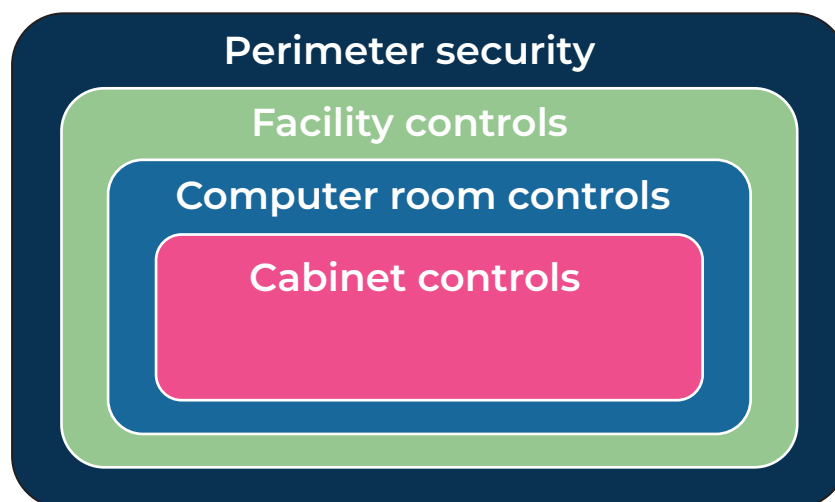 Perimeter security
Facility controls
Computer room controls
Cabinet controls